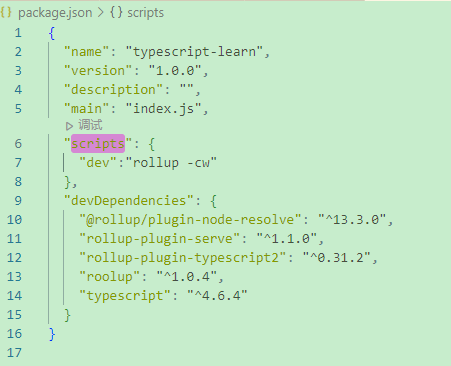 package.json > {} scripts
1 {
2 "name": "typescript-learn",
3 "version": "1.0.0",
4 "description": "",
5 "main": "index.js",
▷ 调试
6 "scripts": {
7 "dev":"rollup -cw"
8 },
9 "devDependencies": {
10 "@rollup/plugin-node-resolve": "^13.3.0",
11 "rollup-plugin-serve": "^1.1.0",
12 "rollup-plugin-typescript2": "^0.31.2",
13 "roolup": "^1.0.4",
14 "typescript": "^4.6.4"
15 }
16 }
17